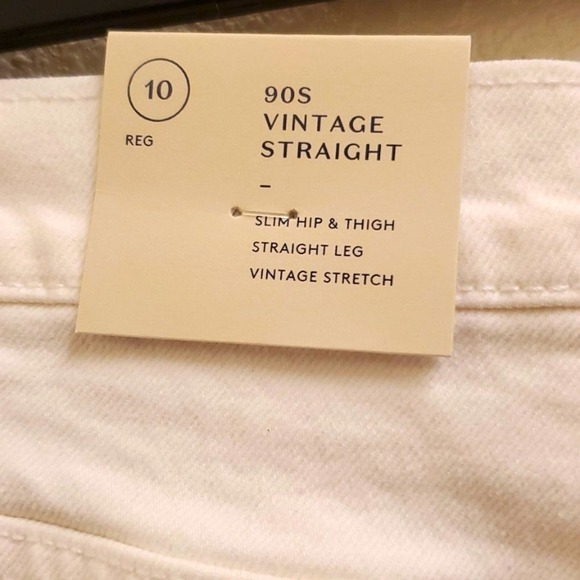 10
REG
90S
VINTAGE
STRAIGHT
–
SLIM HIP & THIGH
STRAIGHT LEG
VINTAGE STRETCH